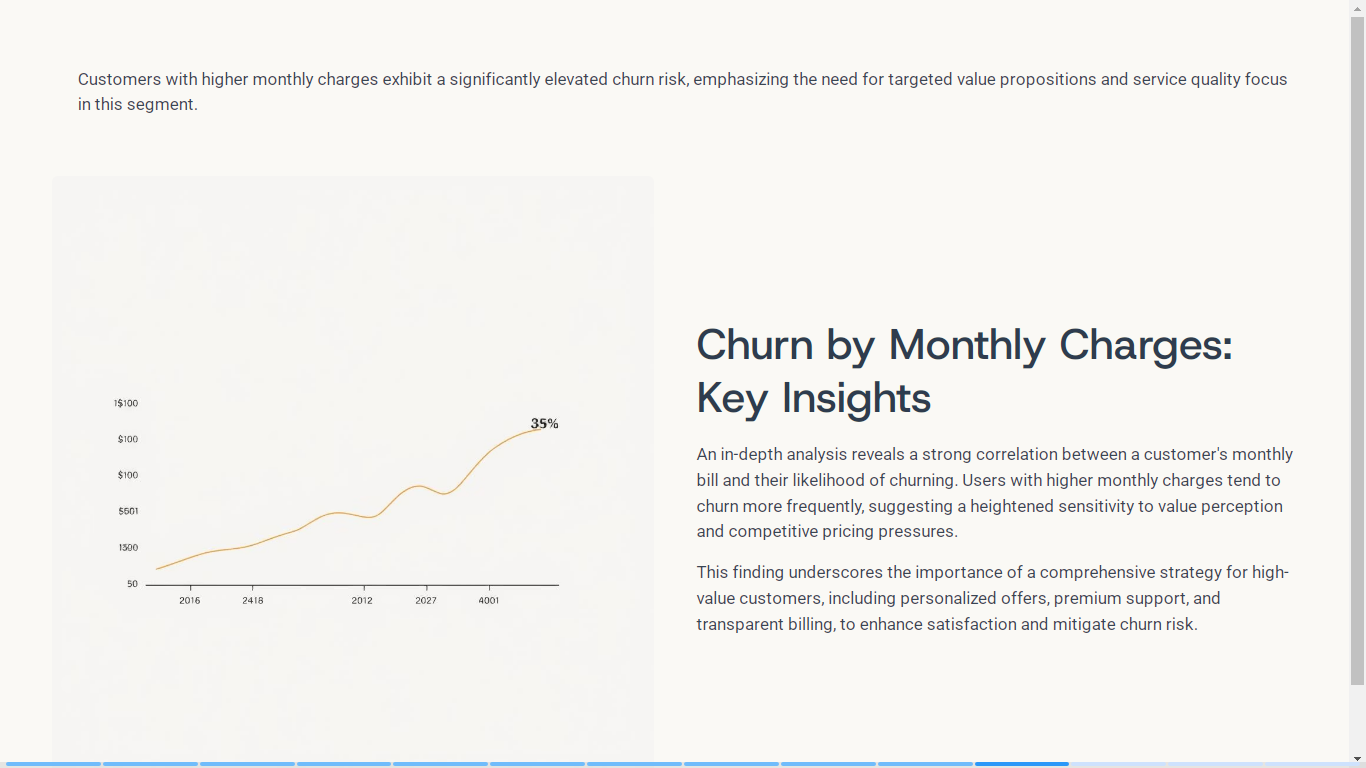 Customers with higher monthly charges exhibit a significantly elevated churn risk, emphasizing the need for targeted value propositions and service quality focus
in this segment.
1$100
$100
$100
$501
1$00
50
35%
2016
2418
2012
2027
4001
Churn by Monthly Charges:
Key Insights
An in-depth analysis reveals a strong correlation between a customer's monthly
bill and their likelihood of churning. Users with higher monthly charges tend to
churn more frequently, suggesting a heightened sensitivity to value perception
and competitive pricing pressures.
This finding underscores the importance of a comprehensive strategy for high-
value customers, including personalized offers, premium support, and
transparent billing, to enhance satisfaction and mitigate churn risk.